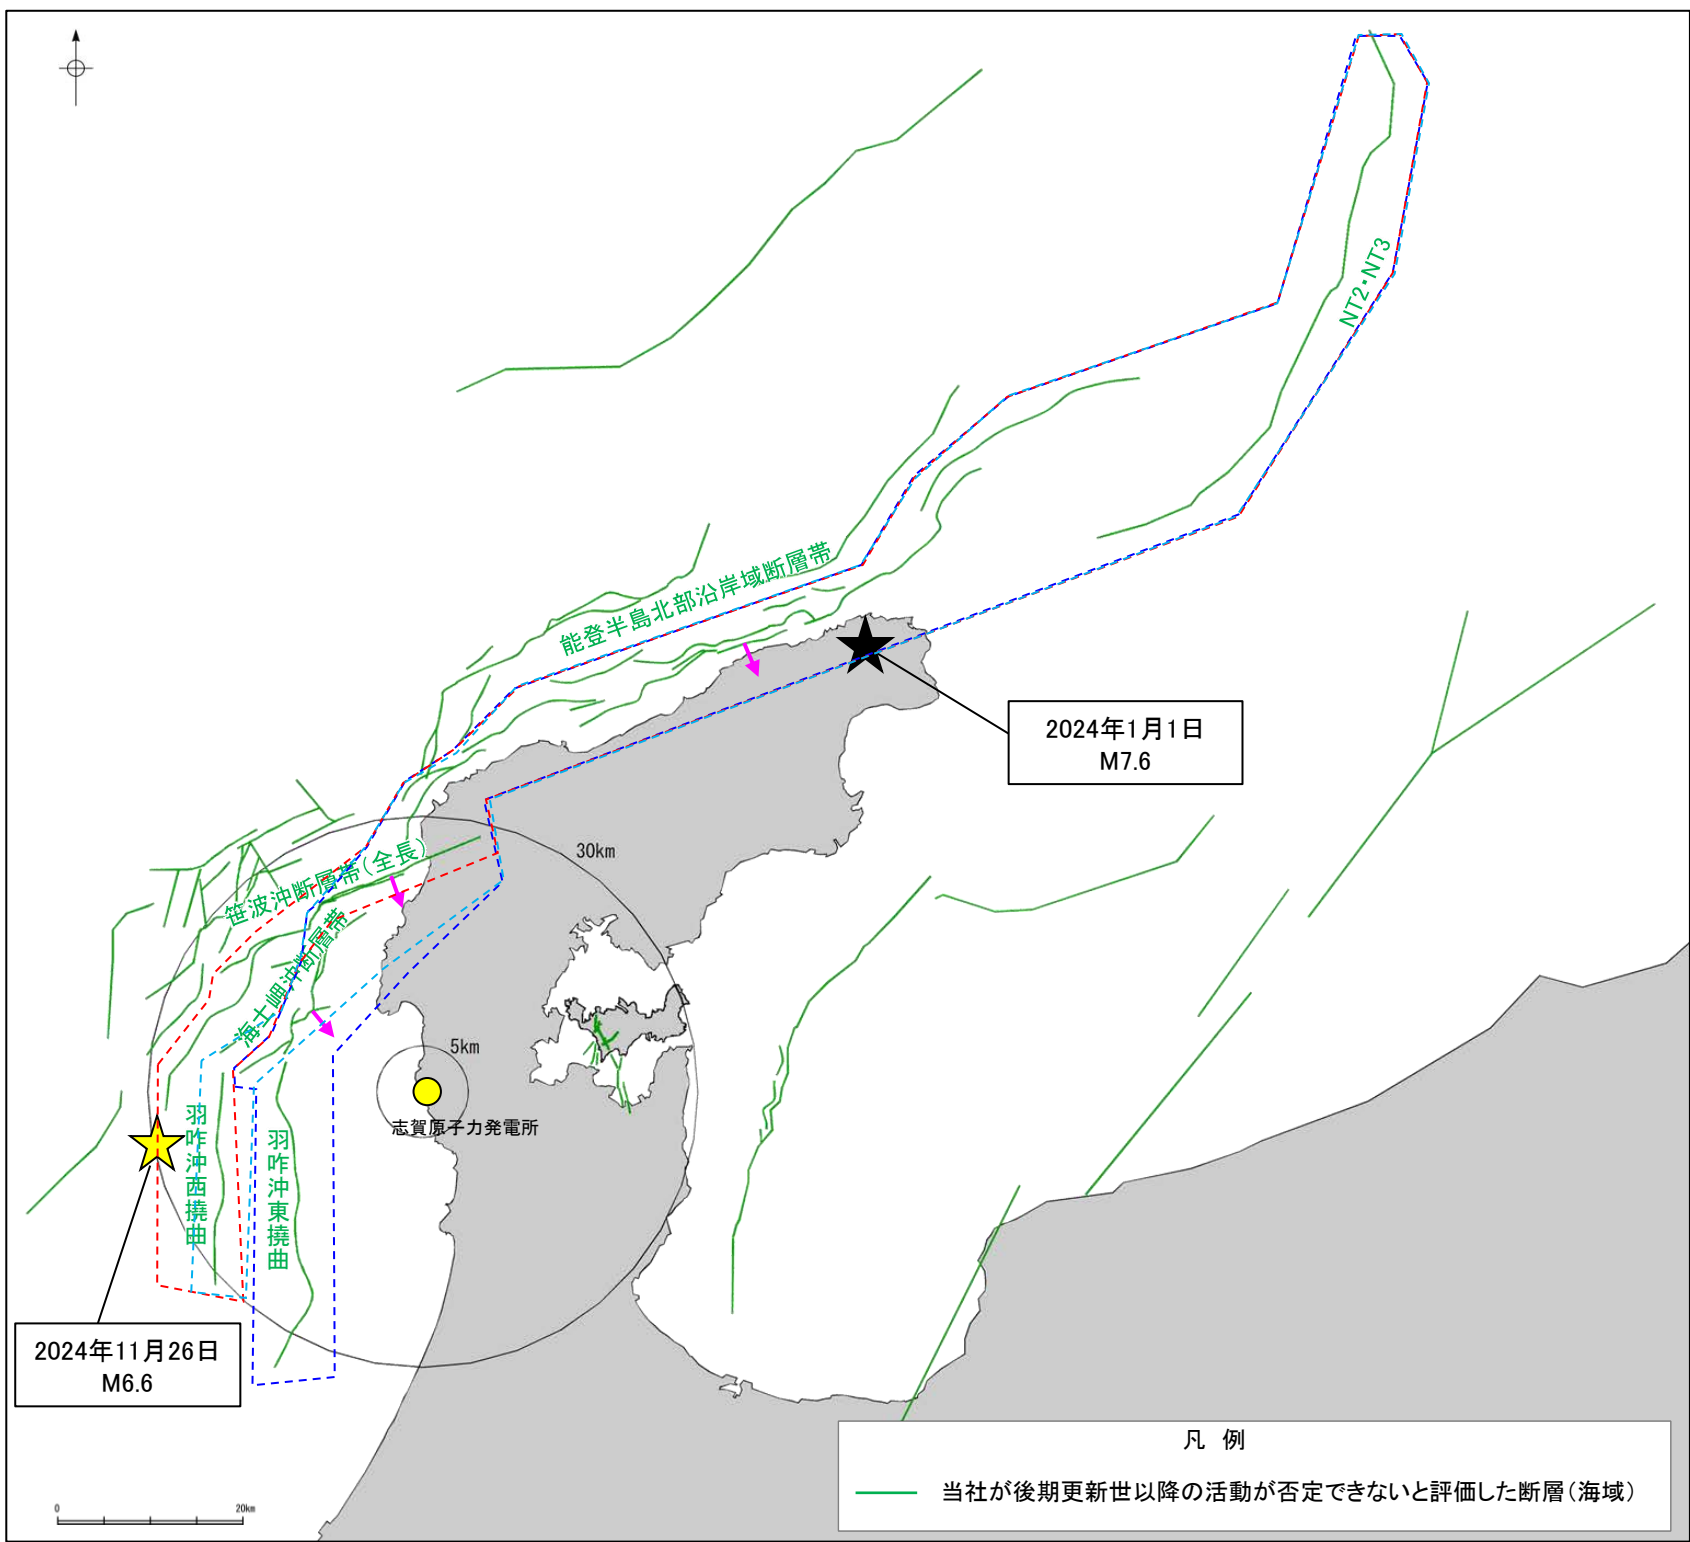 NT2・NT3
能登半島北部沿岸域断層帯
2024年1月1日
M7.6
30km
笹波沖断層帯(全長)
海士岬沖断層帯
5km
志賀原子力発電所
羽咋沖西撓曲
羽咋沖東撓曲
2024年11月26日
M6.6
凡 例
当社が後期更新世以降の活動が否定できないと評価した断層(海域)
0 20km